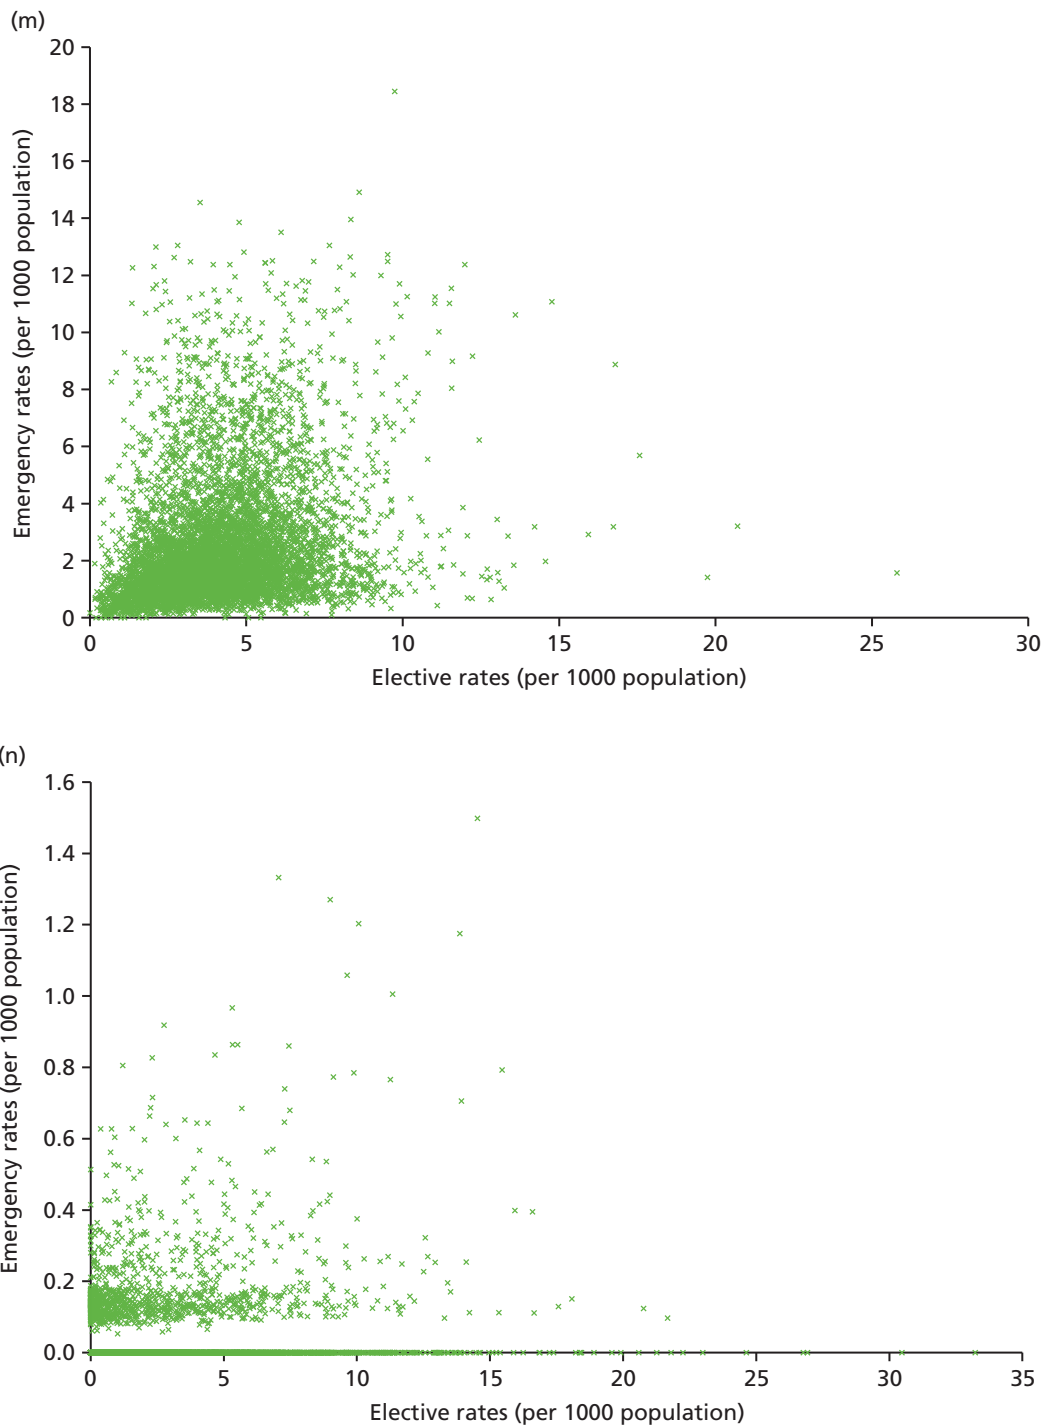 (m)
20
18
16
14
12
10
8
6
4
2
0
Emergency rates (per 1000 population)
0 5 10 15 20 25 30
Elective rates (per 1000 population)
(n)
1.6
1.4
1.2
1.0
0.8
0.6
0.4
0.2
0.0
Emergency rates (per 1000 population)
0 5 10 15 20 25 30 35
Elective rates (per 1000 population)